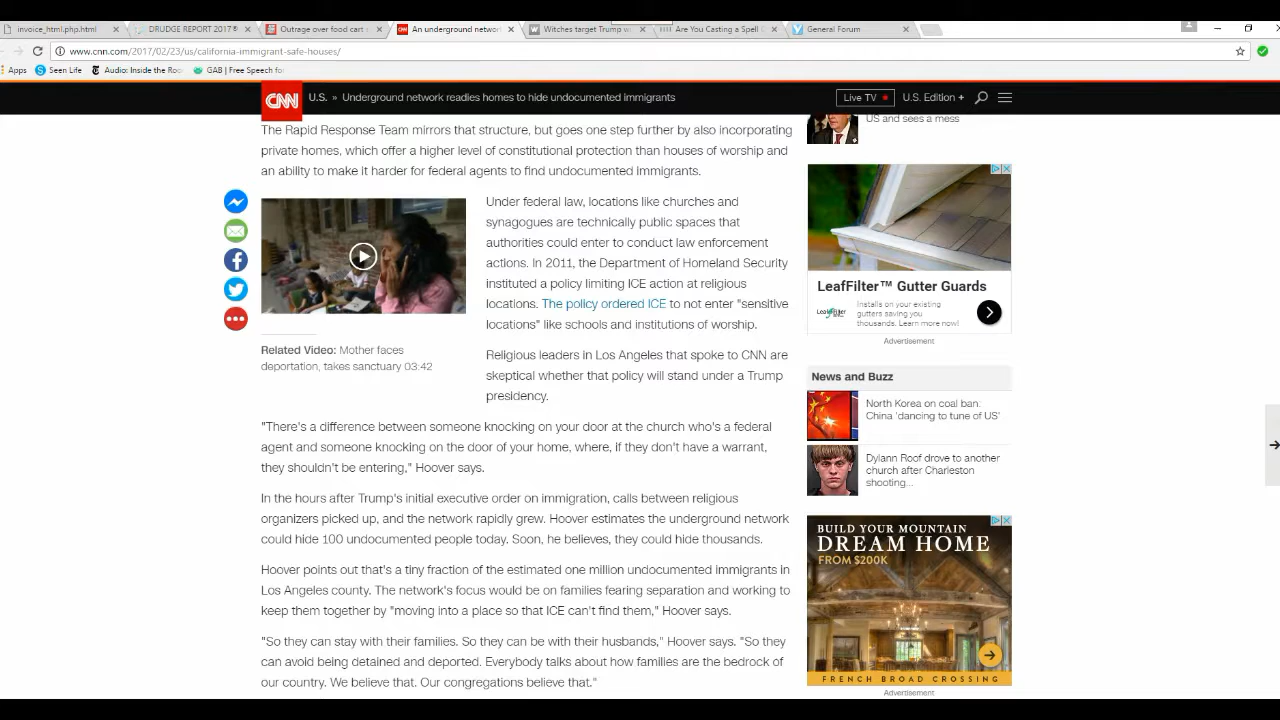 invoice_html.php.html
DRUDGE REPORT 2017®
Outrage over food cart s
An underground networ
Witches target Trump w
Are You Casting a Spell C
General Forum
www.cnn.com/2017/02/23/us/california-immigrant-safe-houses/
Apps
Seen Life
Audio: Inside the Roo
GAB | Free Speech fo
CNN
U.S. » Underground network readies homes to hide undocumented immigrants
Live TV
U.S. Edition +
The Rapid Response Team mirrors that structure, but goes one step further by also incorporating
private homes, which offer a higher level of constitutional protection than houses of worship and
an ability to make it harder for federal agents to find undocumented immigrants.
Under federal law, locations like churches and
synagogues are technically public spaces that
authorities could enter to conduct law enforcement
actions. In 2011, the Department of Homeland Security
instituted a policy limiting ICE action at religious
locations. The policy ordered ICE to not enter "sensitive
locations" like schools and institutions of worship.
Related Video: Mother faces
deportation, takes sanctuary 03:42
Religious leaders in Los Angeles that spoke to CNN are
skeptical whether that policy will stand under a Trump
presidency.
"There's a difference between someone knocking on your door at the church who's a federal
agent and someone knocking on the door of your home, where, if they don't have a warrant,
they shouldn't be entering," Hoover says.
In the hours after Trump's initial executive order on immigration, calls between religious
organizers picked up, and the network rapidly grew. Hoover estimates the underground network
could hide 100 undocumented people today. Soon, he believes, they could hide thousands.
Hoover points out that's a tiny fraction of the estimated one million undocumented immigrants in
Los Angeles county. The network's focus would be on families fearing separation and working to
keep them together by "moving into a place so that ICE can't find them," Hoover says.
"So they can stay with their families. So they can be with their husbands," Hoover says. "So they
can avoid being detained and deported. Everybody talks about how families are the bedrock of
our country. We believe that. Our congregations believe that."
US and sees a mess
LeafFilter™ Gutter Guards
LeafFilter
Installs on your existing
gutters saving you
thousands. Learn more now!
Advertisement
News and Buzz
North Korea on coal ban:
China 'dancing to tune of US'
Dylann Roof drove to another
church after Charleston
shooting...
BUILD YOUR MOUNTAIN
DREAM HOME
FROM $200K
FRENCH BROAD CROSSING
Advertisement